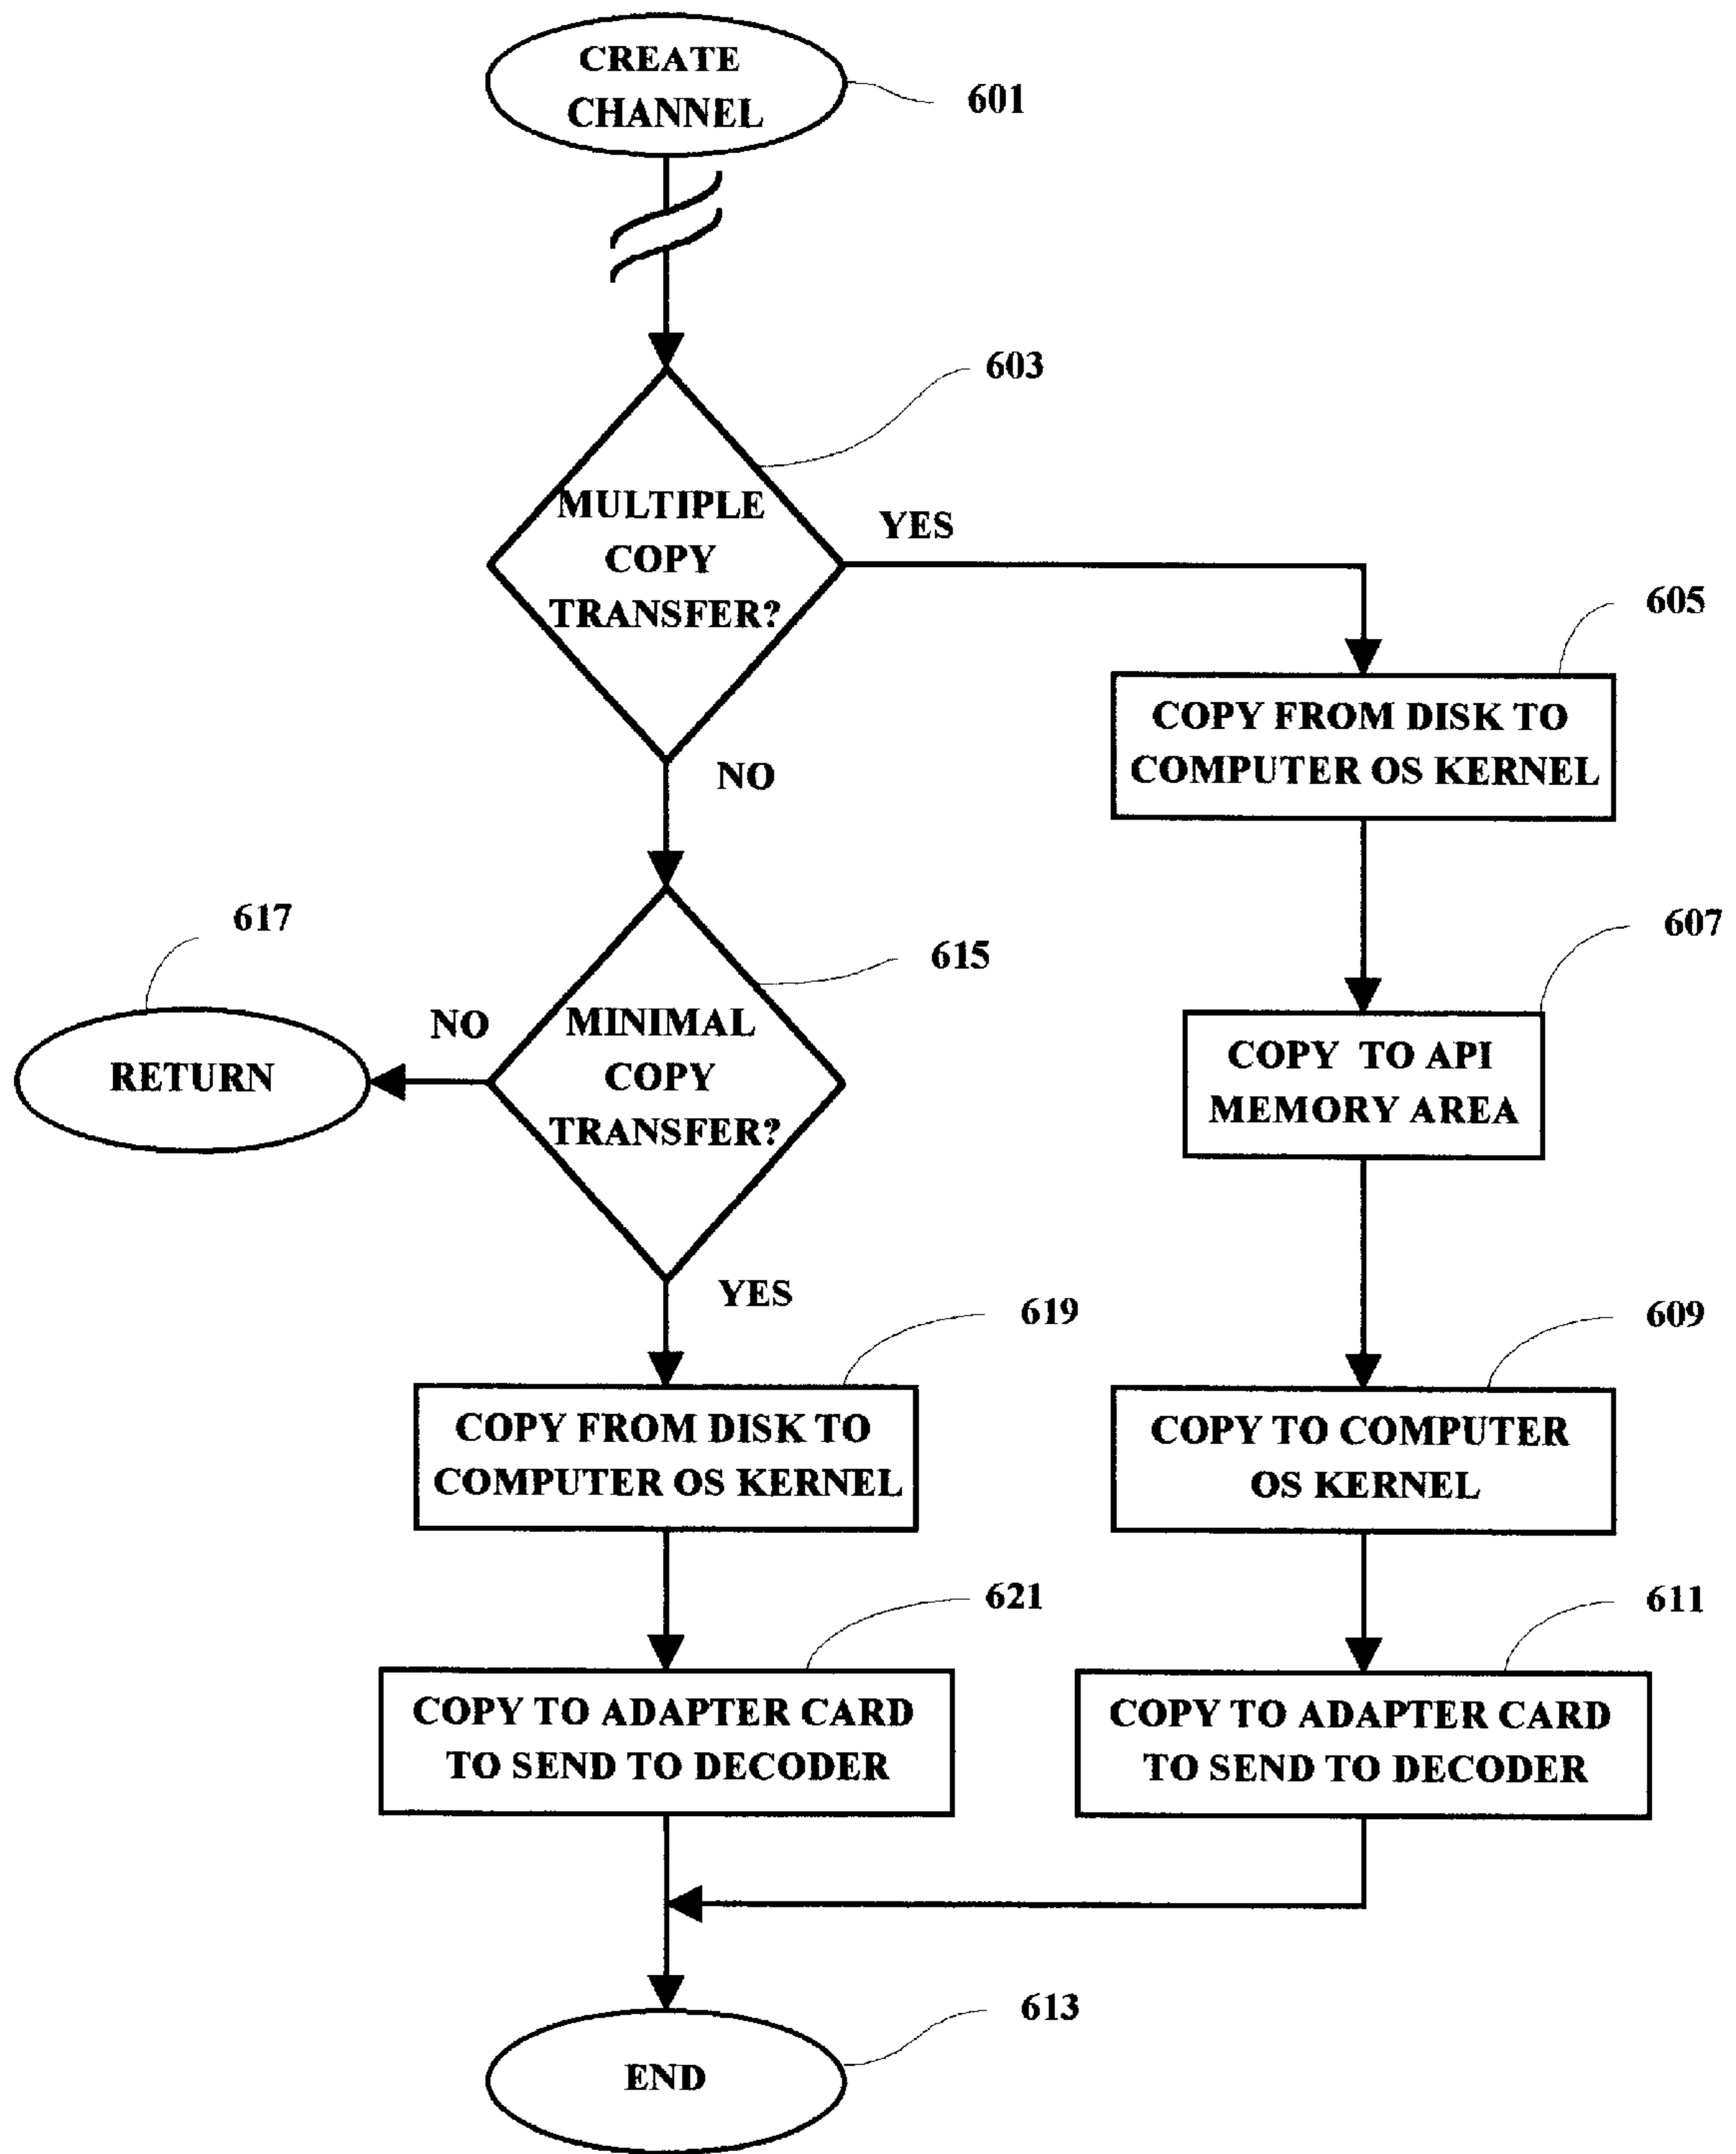 CREATE
CHANNEL
601
603
MULTIPLE
COPY
TRANSFER?
YES
NO
605
COPY FROM DISK TO
COMPUTER OS KERNEL
607
COPY TO API
MEMORY AREA
617
RETURN
NO
615
MINIMAL
COPY
TRANSFER?
YES
619
COPY FROM DISK TO
COMPUTER OS KERNEL
609
COPY TO COMPUTER
OS KERNEL
621
COPY TO ADAPTER CARD
TO SEND TO DECODER
611
COPY TO ADAPTER CARD
TO SEND TO DECODER
613
END